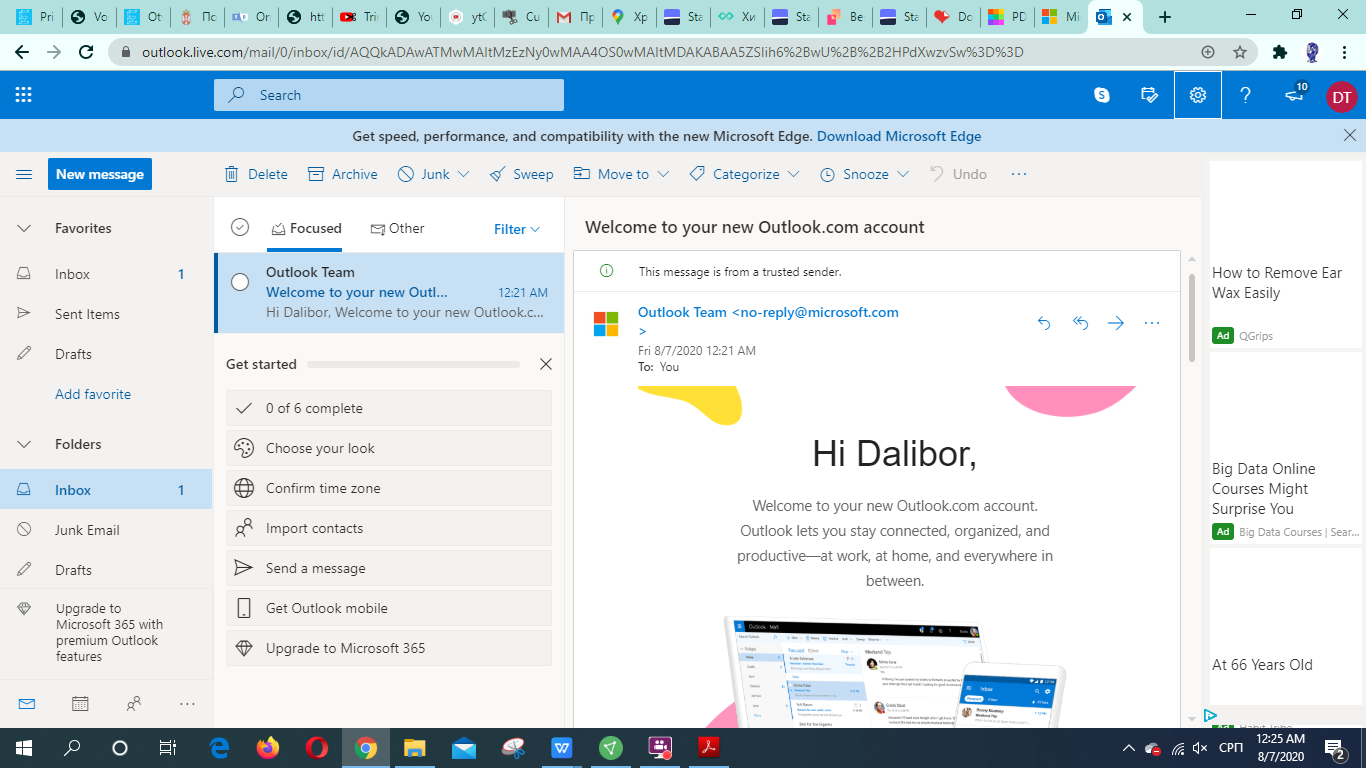 Pri
Vo
Ot
По
On
Tri
Yo
yt(
Cu
Пр
Хр
Sta
Хи
Sta
Be
Sta
Do
PD
Mi
outlook.live.com/mail/0/inbox/id/AQQkADAwATMwMAItMzEzNy0wMAA4OS0wMAItMDAKABAA5ZSlih6%2BwU%2B%2B2HPdXwzvSw%3D%3D
Search
10
DT
Get speed, performance, and compatibility with the new Microsoft Edge. Download Microsoft Edge
New message
Delete
Archive
Junk
Sweep
Move to
Categorize
Snooze
Undo
Favorites
Inbox 1
Sent Items
Drafts
Add favorite
Folders
Inbox 1
Junk Email
Drafts
Upgrade to
Microsoft 365 with
premium Outlook
features
Focused
Other
Filter
Outlook Team
Welcome to your new Outl... 12:21 AM
Hi Dalibor, Welcome to your new Outlook.c...
Get started
0 of 6 complete
Choose your look
Confirm time zone
Import contacts
Send a message
Get Outlook mobile
Upgrade to Microsoft 365
Welcome to your new Outlook.com account
This message is from a trusted sender.
Outlook Team <no-reply@microsoft.com
>
Fri 8/7/2020 12:21 AM
To: You
Hi Dalibor,
Welcome to your new Outlook.com account.
Outlook lets you stay connected, organized, and
productive—at work, at home, and everywhere in
between.
How to Remove Ear
Wax Easily
Ad QGrips
Big Data Online
Courses Might
Surprise You
Ad Big Data Courses | Sear...
At 66 Years Old
СРП
12:25 AM
8/7/2020
2